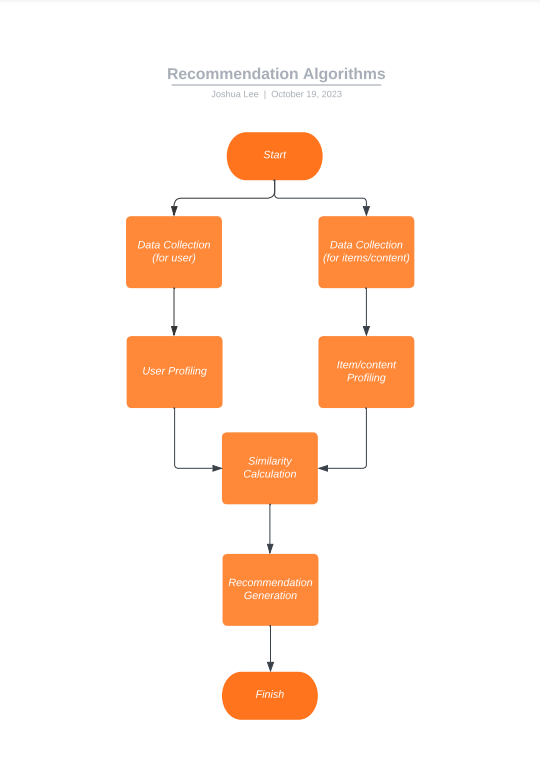 Recommendation Algorithms
Joshua Lee | October 19, 2023
Start
Data Collection
(for user)
Data Collection
(for items/content)
User Profiling
Item/content
Profiling
Similarity
Calculation
Recommendation
Generation
Finish